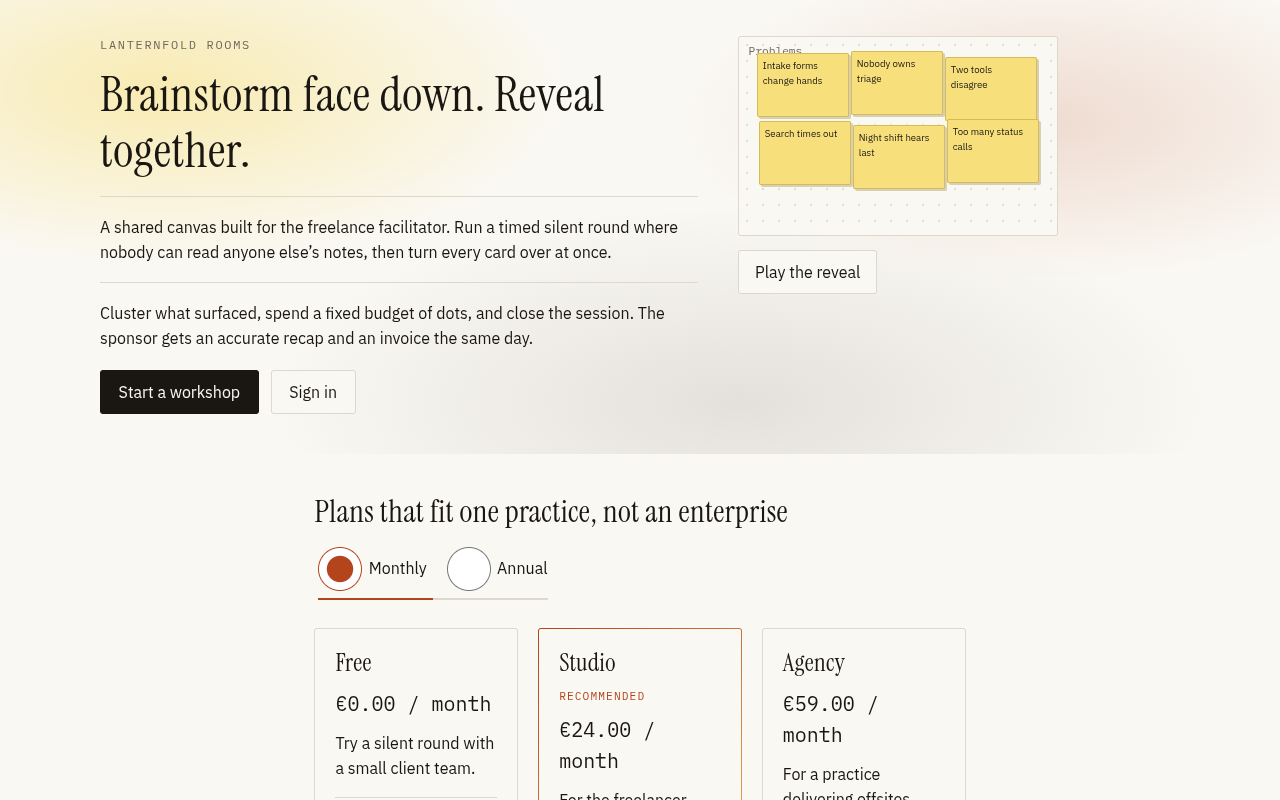 LANTERNFOLD ROOMS
Brainstorm face down. Reveal
together.
A shared canvas built for the freelance facilitator. Run a timed silent round where
nobody can read anyone else’s notes, then turn every card over at once.
Cluster what surfaced, spend a fixed budget of dots, and close the session. The
sponsor gets an accurate recap and an invoice the same day.
Start a workshop
Sign in
Problems
Intake forms
change hands
Nobody owns
triage
Two tools
disagree
Search times out
Night shift hears
last
Too many status
calls
Play the reveal
Plans that fit one practice, not an enterprise
Monthly
Annual
Free
€0.00 / month
Try a silent round with
a small client team.
Studio
RECOMMENDED
€24.00 /
month
For the freelancer
Agency
€59.00 /
month
For a practice
delivering offsites